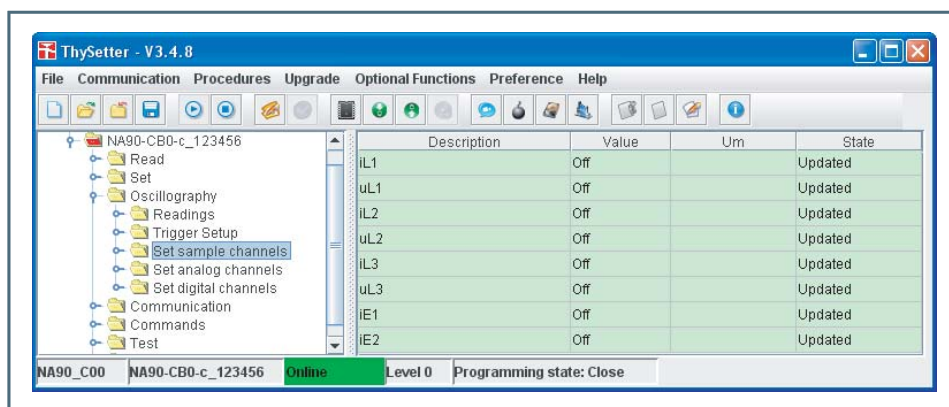 ThySetter - V3.4.8
File Communication Procedures Upgrade Optional Functions Preference Help
NA90-CB0-c_123456
Read
Set
Oscillography
Readings
Trigger Setup
Set sample channels
Set analog channels
Set digital channels
Communication
Commands
Test
Description Value Um State
iL1 Off Updated
uL1 Off Updated
iL2 Off Updated
uL2 Off Updated
iL3 Off Updated
uL3 Off Updated
iE1 Off Updated
iE2 Off Updated
NA90_C00 NA90-CB0-c_123456 Online Level 0 Programming state: Close